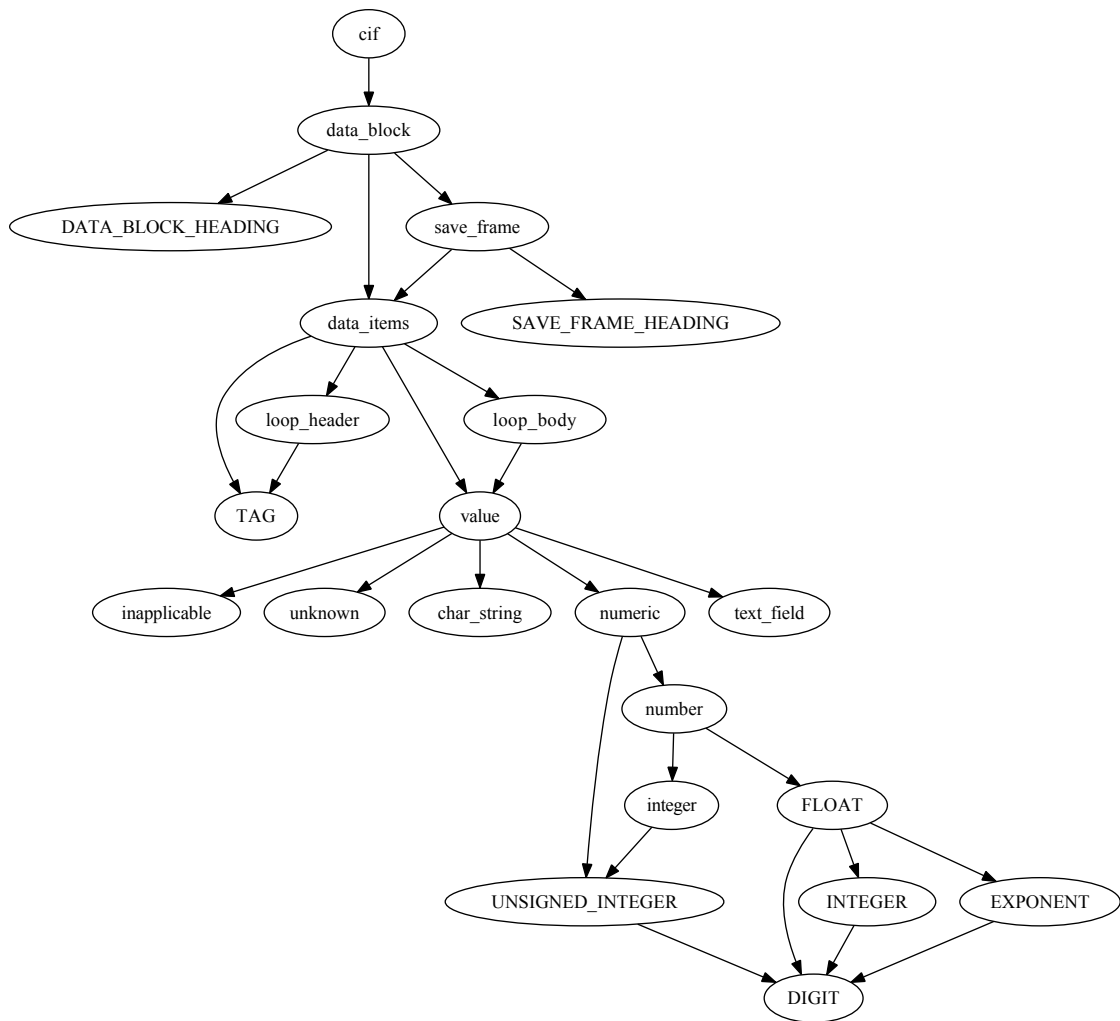 cif
data_block
DATA_BLOCK_HEADING
save_frame
data_items
SAVE_FRAME_HEADING
loop_header
loop_body
TAG
value
inapplicable
unknown
char_string
numeric
text_field
number
integer
FLOAT
UNSIGNED_INTEGER
INTEGER
EXPONENT
DIGIT